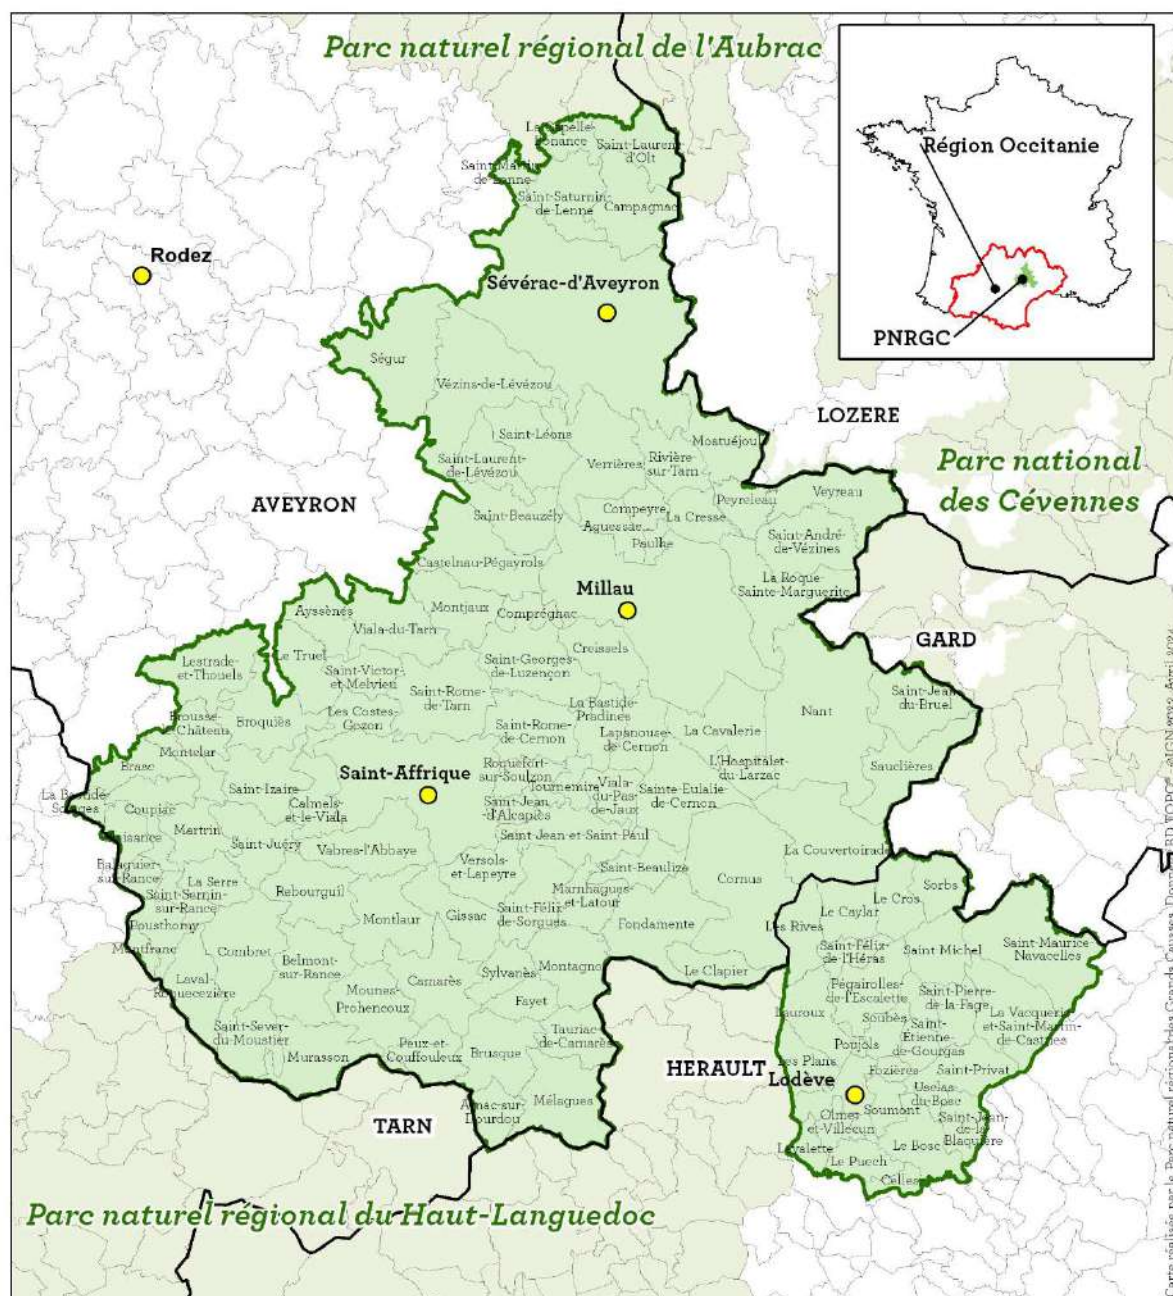 Parc naturel régional de l'Aubrac
Région Occitanie
PNRGC
Saint-Laurent-
d'Olt
Saint-Saturnin-
de-Lenne
Campagnac
Rodez
Sévérac-d'Aveyron
Ségur
Vézins-de-Lévézou
LOZERE
Saint-Léons
Mostuéjouls
Saint-Laurent-
de-Lévézou
Verrières
Rivière-
sur-Tarn
Parc national
des Cévennes
AVEYRON
Peyreleau
Veyreau
Saint-Beauzély
Compeyre
Aguessac
La Cresse
Paulhe
Saint-André-
de-Vézines
Castelnau-Pégayrols
La Roque-
Sainte-Marguerite
Millau
Ayssènes
Montjaux
Comprégnac
Viala-du-Tarn
GARD
Creissels
Lestrade-
et-Thouels
Le Truel
Saint-Victor-
et-Melvieu
Saint-Georges-
de-Luzençon
Saint-Rome-
de-Tarn
Saint-Jean-
du-Bruel
La Bastide-
Pradines
Nant
Brousse-
le-Château
Broquiès
Les Costes-
Gozon
Saint-Rome-
de-Cernon
Lapanouse-
de-Cernon
La Cavalerie
Montclar
Brasc
Saint-Affrique
Roquefort-
sur-Soulzon
L'Hospitalet-
du-Larzac
Sauclières
Saint-Izaire
Tournemire
Viala-
du-Pas-
de-Jaux
Sainte-Eulalie-
de-Cernon
La Bastide-
Solages
Coupiac
Calmels-
et-le-Viala
Saint-Jean-
d'Alcapiès
Martrin
Saint-Juéry
Vabres-l'Abbaye
Saint-Jean-et-Saint-Paul
La Couvertoirade
Balaguier-
sur-Rance
Versols-
et-Lapeyre
Saint-Beaulize
Cornus
La Serre
Saint-Sernin-
sur-Rance
Rebourguil
Marnhagues-
et-Latour
Sorbs
Le Cros
Le Caylar
Pousthomy
Montlaur
Gissac
Saint-Félix-
de-Sorgues
Fondamente
Les Rives
Montfranc
Combret
Belmont-
sur-Rance
Saint-Félix-
de-l'Héras
Saint Michel
Saint-Maurice
Navacelles
Laval-
Roquecezière
Camarès
Sylvanès
Montagnol
Le Clapier
Mounes-
Prohencoux
Fayet
Pégairolles-
de-l'Escalette
Saint-Pierre-
de-la-Fage
Lauroux
Soubès
La Vacquerie-
et-Saint-Martin-
de-Castries
Saint-Sever-
du-Moustier
Tauriac-
de-Camarès
Saint-
Étienne-
de-Gourgas
Poujols
Murasson
Peux-et-
Couffouleux
Brusque
HERAULT
Les Plans
Fozières
Saint-Privat
Lodève
Usclas-
du-Bosc
Arnac-sur-
Dourdou
Mélagues
TARN
Olmet-
et-Villecun
Soumont
Saint-Jean-
de-la-
Blaquière
Lavalette
Le Bosc
Le Puech
Celles
Parc naturel régional du Haut-Languedoc